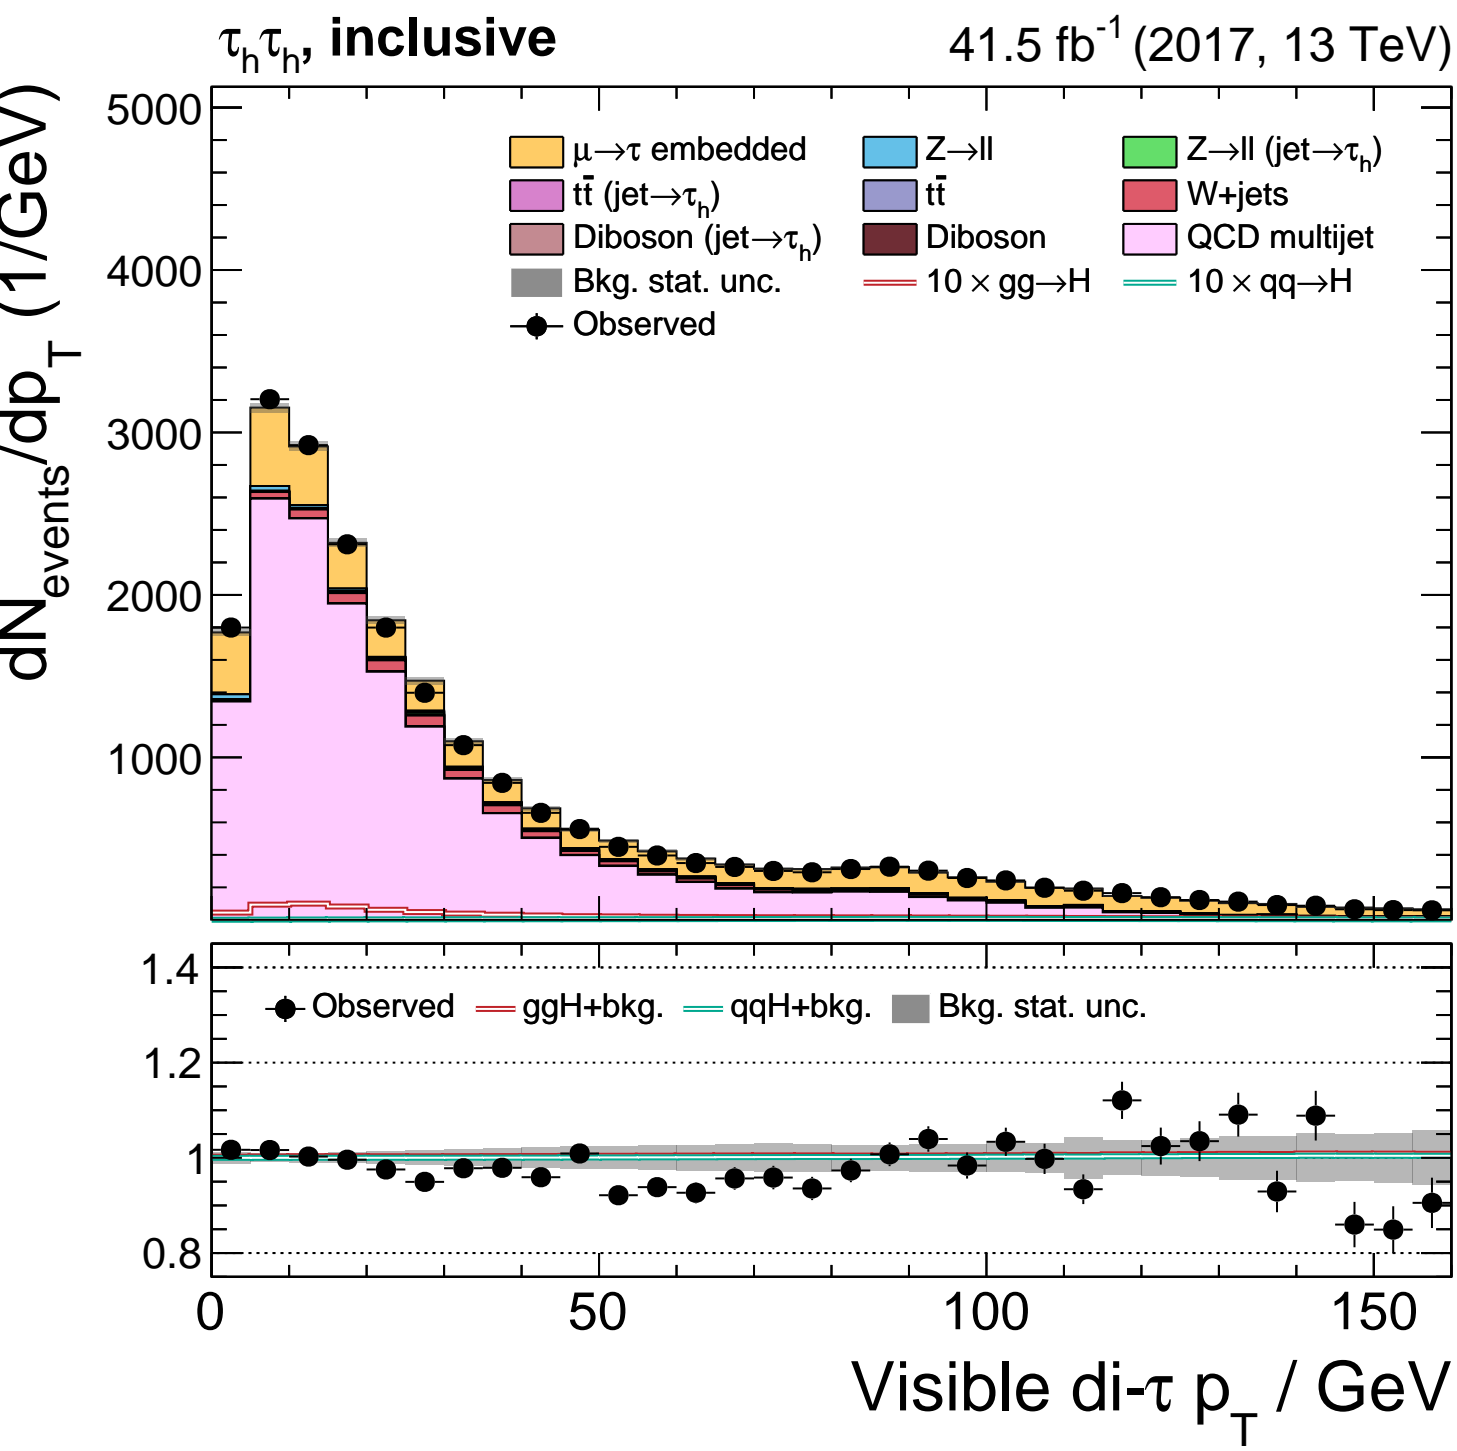 τhτh, inclusive 41.5 fb-1 (2017, 13 TeV)
dNevents/dpT (1/GeV)
5000
4000
3000
2000
1000
μ→τ embedded Z→ll Z→ll (jet→τh)
tt̄ (jet→τh) tt̄ W+jets
Diboson (jet→τh) Diboson QCD multijet
Bkg. stat. unc. 10 × gg→H 10 × qq→H
Observed
1.4
1.2
1
0.8
Observed ggH+bkg. qqH+bkg. Bkg. stat. unc.
0 50 100 150
Visible di-τ pT / GeV